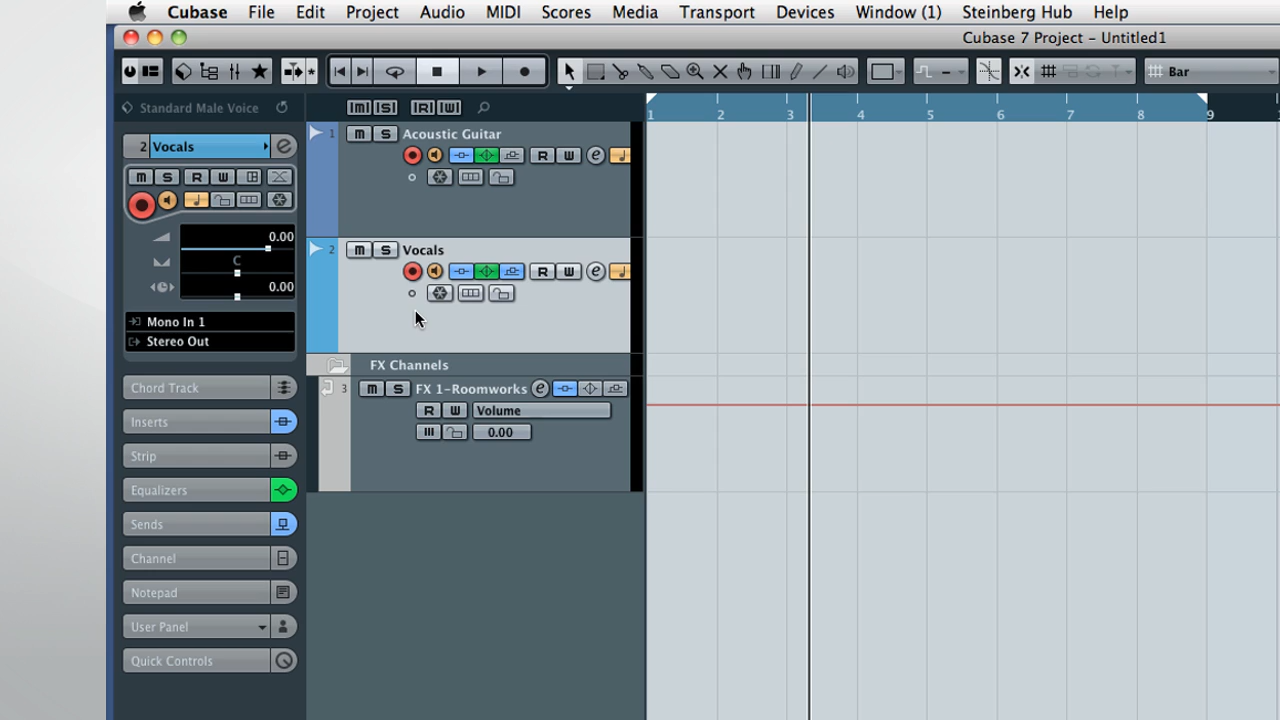 Cubase File Edit Project Audio MIDI Scores Media Transport Devices Window (1) Steinberg Hub Help
Cubase 7 Project – Untitled1
Bar
Standard Male Voice
[M] [S] [R] [W]
1 2 3 4 5 6 7 8 9
2 Vocals
M S R W
0.00
C
0.00
Mono In 1
Stereo Out
Chord Track
Inserts
Strip
Equalizers
Sends
Channel
Notepad
User Panel
Quick Controls
1 M S Acoustic Guitar
R W e
2 M S Vocals
R W e
FX Channels
3 M S FX 1-Roomworks e
R W Volume
0.00